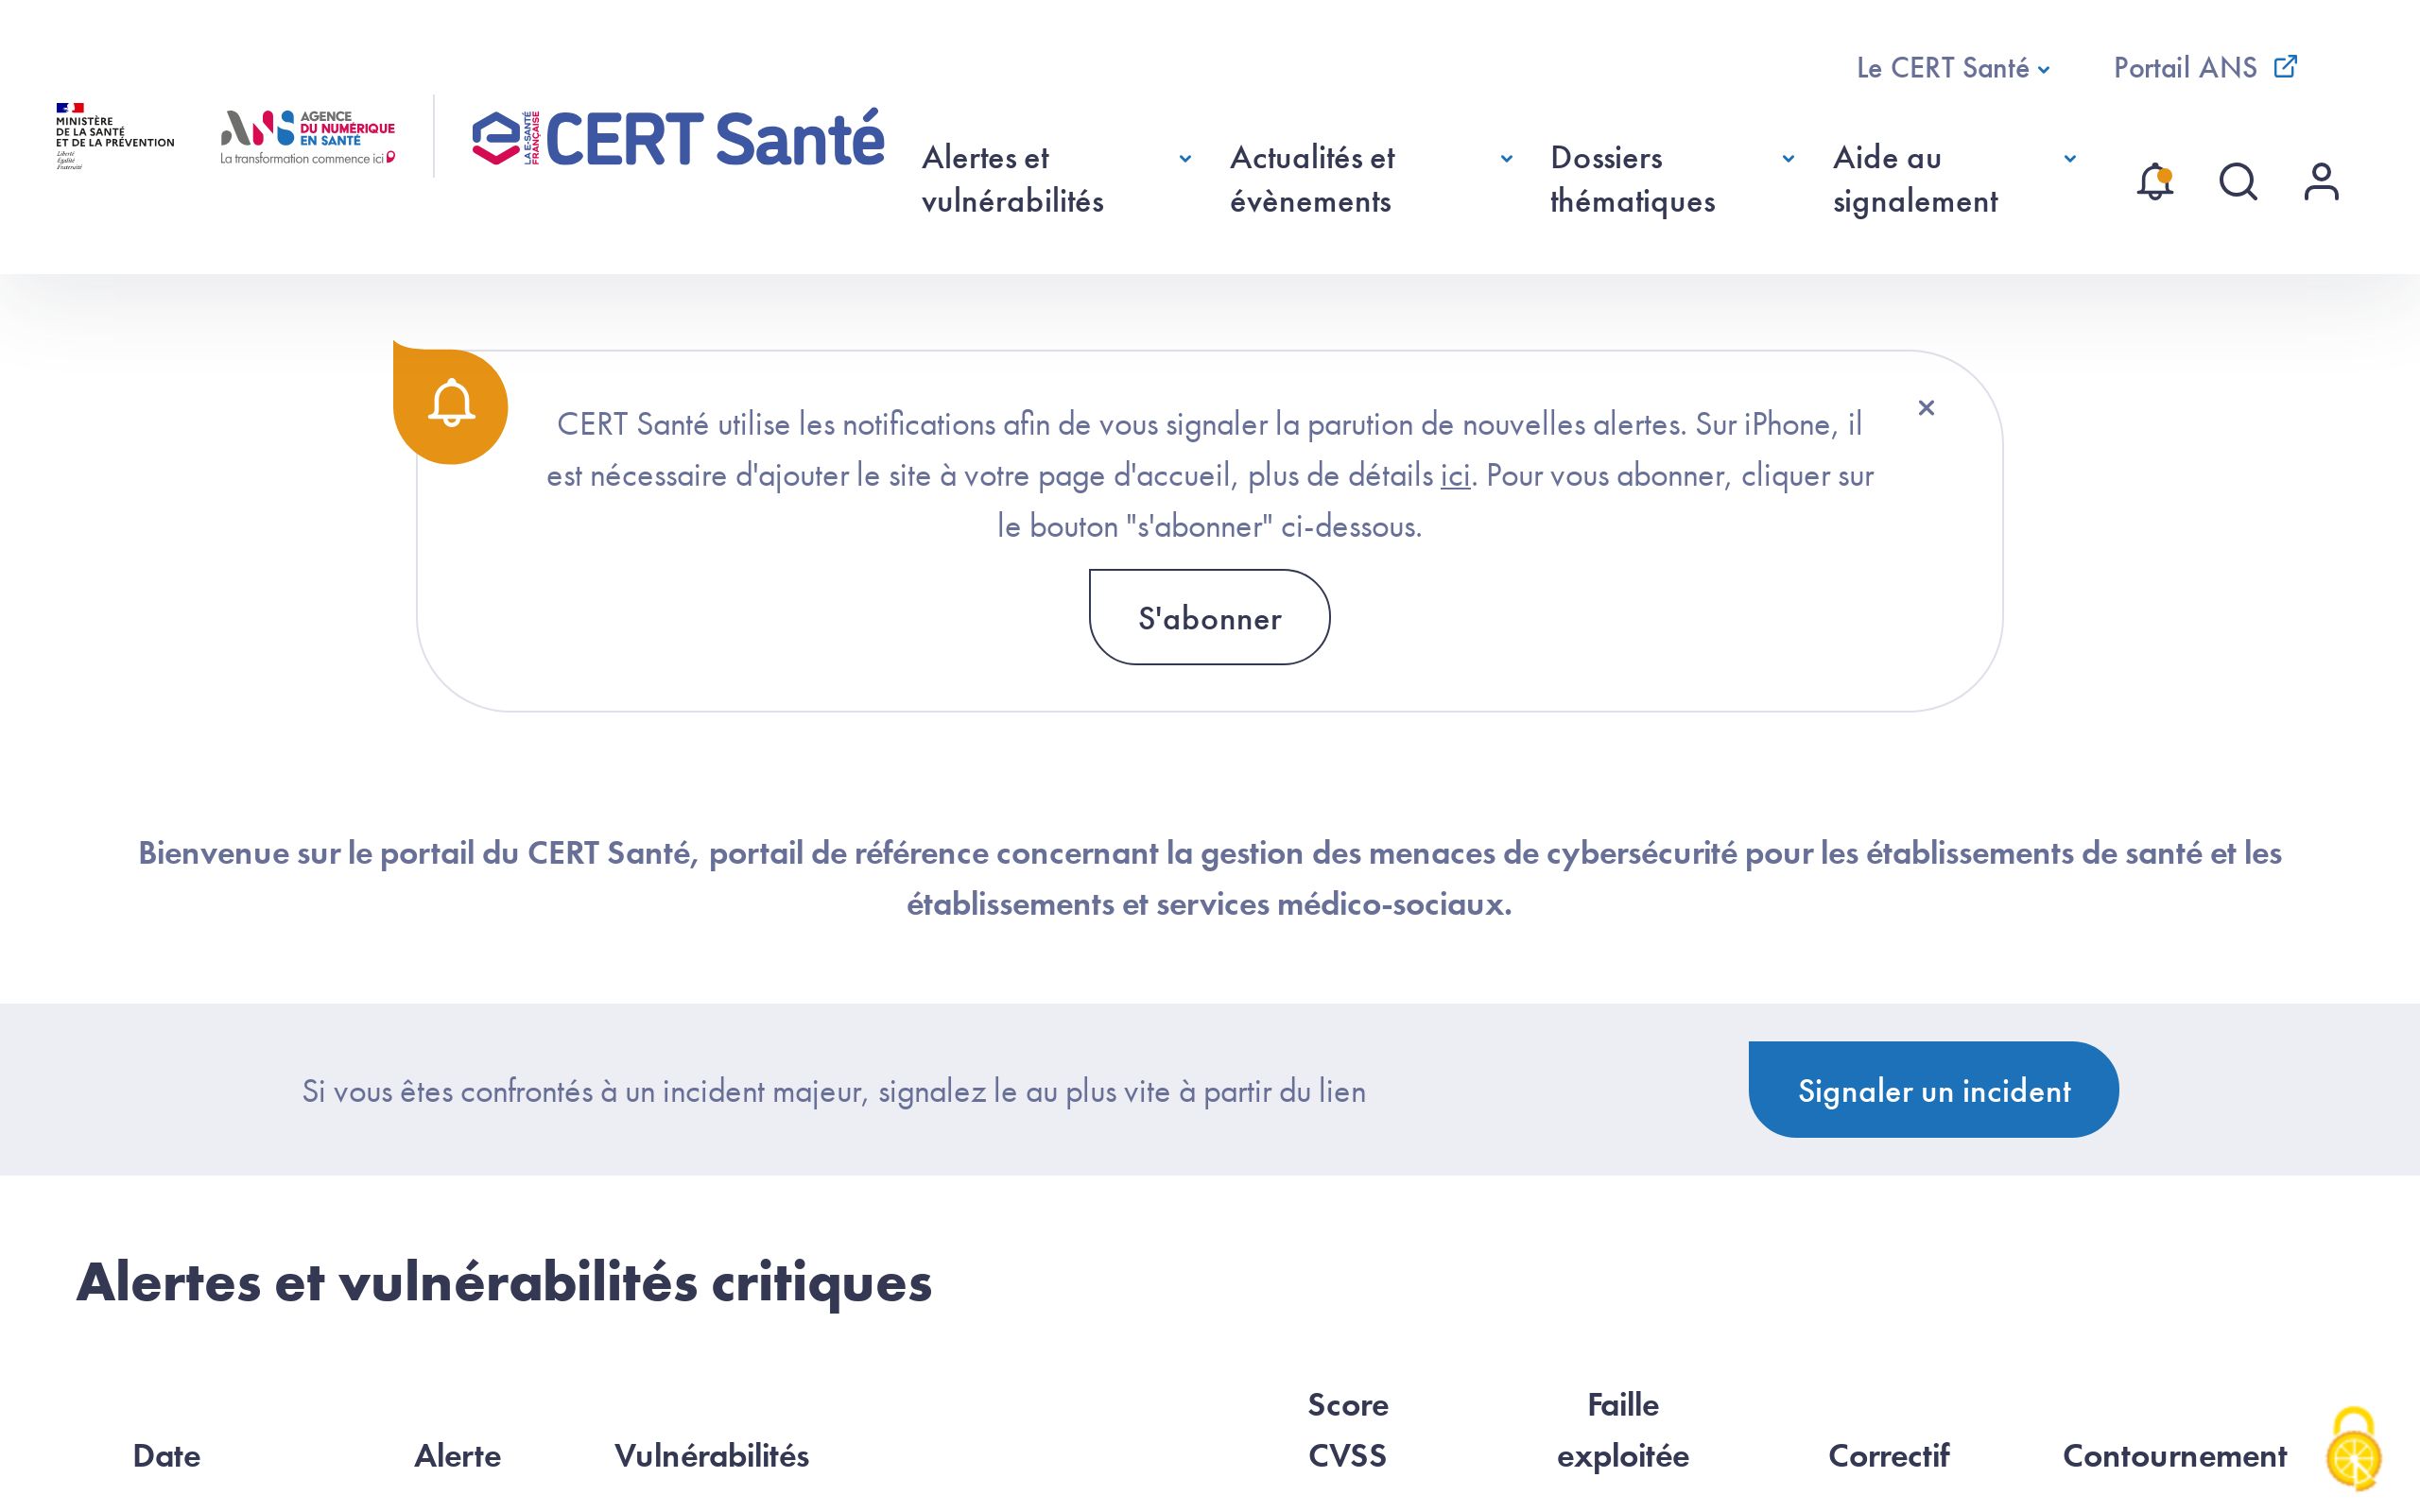 Le CERT Santé
Portail ANS
MINISTÈRE
DE LA SANTÉ
ET DE LA PRÉVENTION
Liberté
Égalité
Fraternité
AGENCE
DU NUMÉRIQUE
EN SANTÉ
La transformation commence ici
LA E-SANTÉ
FRANÇAISE
CERT Santé
Alertes et
vulnérabilités
Actualités et
évènements
Dossiers
thématiques
Aide au
signalement
CERT Santé utilise les notifications afin de vous signaler la parution de nouvelles alertes. Sur iPhone, il
est nécessaire d'ajouter le site à votre page d'accueil, plus de détails ici. Pour vous abonner, cliquer sur
le bouton "s'abonner" ci-dessous.
S'abonner
Bienvenue sur le portail du CERT Santé, portail de référence concernant la gestion des menaces de cybersécurité pour les établissements de santé et les
établissements et services médico-sociaux.
Si vous êtes confrontés à un incident majeur, signalez le au plus vite à partir du lien
Signaler un incident
Alertes et vulnérabilités critiques
Date
Alerte
Vulnérabilités
Score
CVSS
Faille
exploitée
Correctif
Contournement